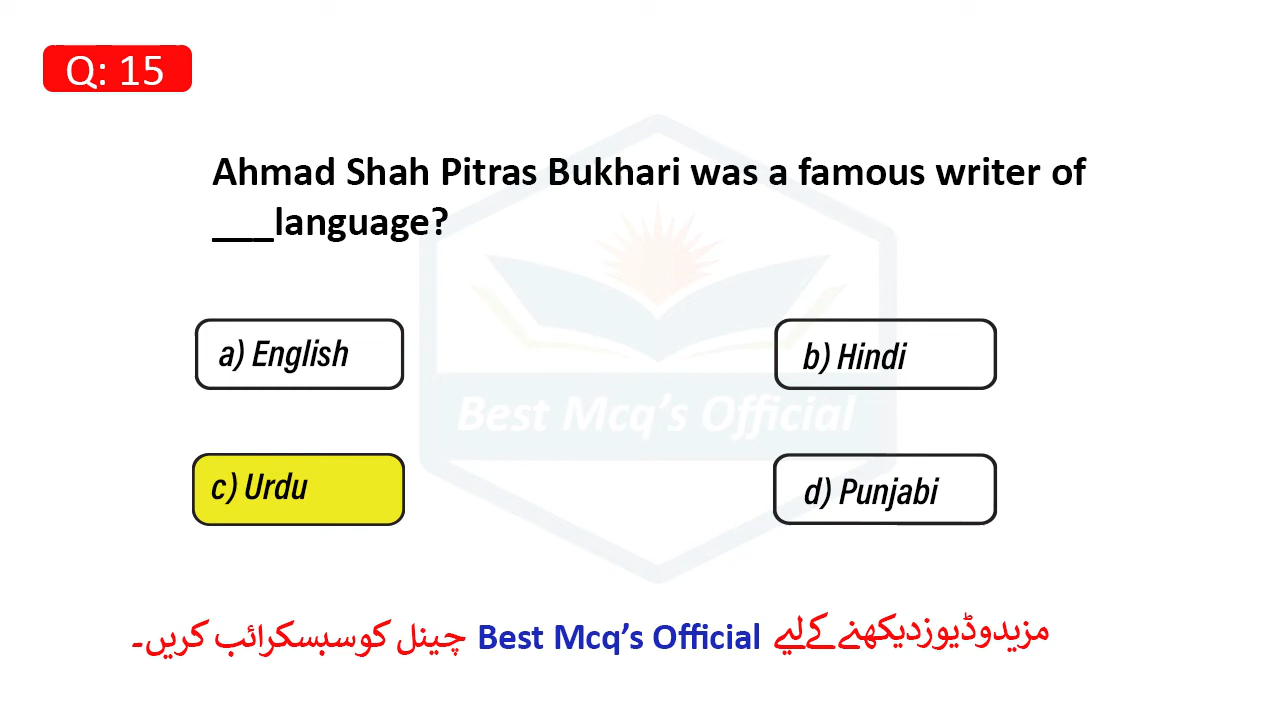 Q: 15
Ahmad Shah Pitras Bukhari was a famous writer of
___language?
a) English
b) Hindi
Best Mcq's Official
c) Urdu
d) Punjabi
مزیدوڈیوزدیکھنے کےلیے Best Mcq's Official چینل کوسبسکرائب کریں۔